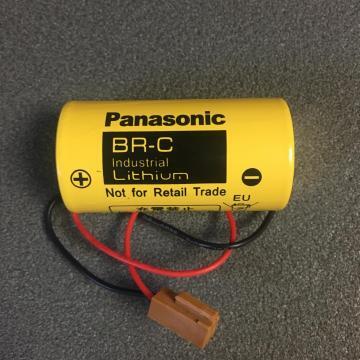 Panasonic
BR-C
Industrial
Lithium
Not for Retail Trade
+ -
EU